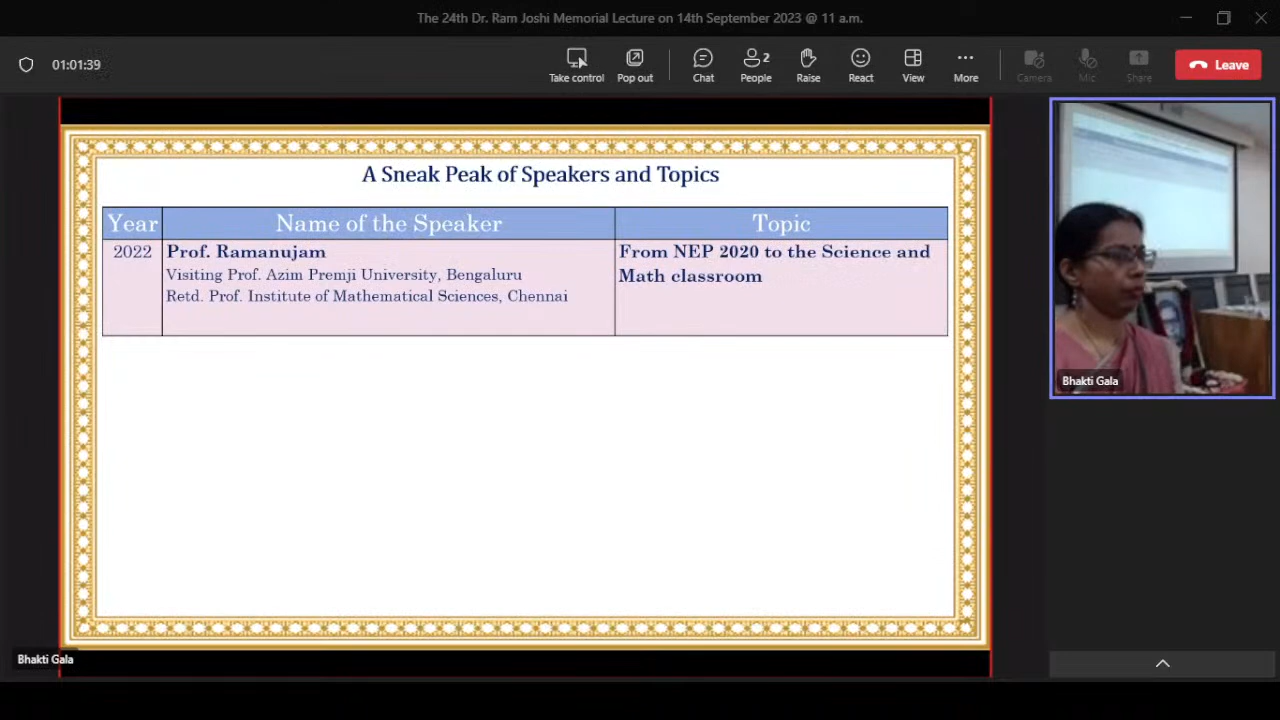 The 24th Dr. Ram Joshi Memorial Lecture on 14th September 2023 @ 11 a.m.
01:01:39
Take control
Pop out
Chat
2
People
Raise
React
View
More
Camera
Mic
Share
Leave
A Sneak Peak of Speakers and Topics
Year Name of the Speaker Topic
2022 Prof. Ramanujam From NEP 2020 to the Science and
Visiting Prof. Azim Premji University, Bengaluru Math classroom
Retd. Prof. Institute of Mathematical Sciences, Chennai
Bhakti Gala
Bhakti Gala